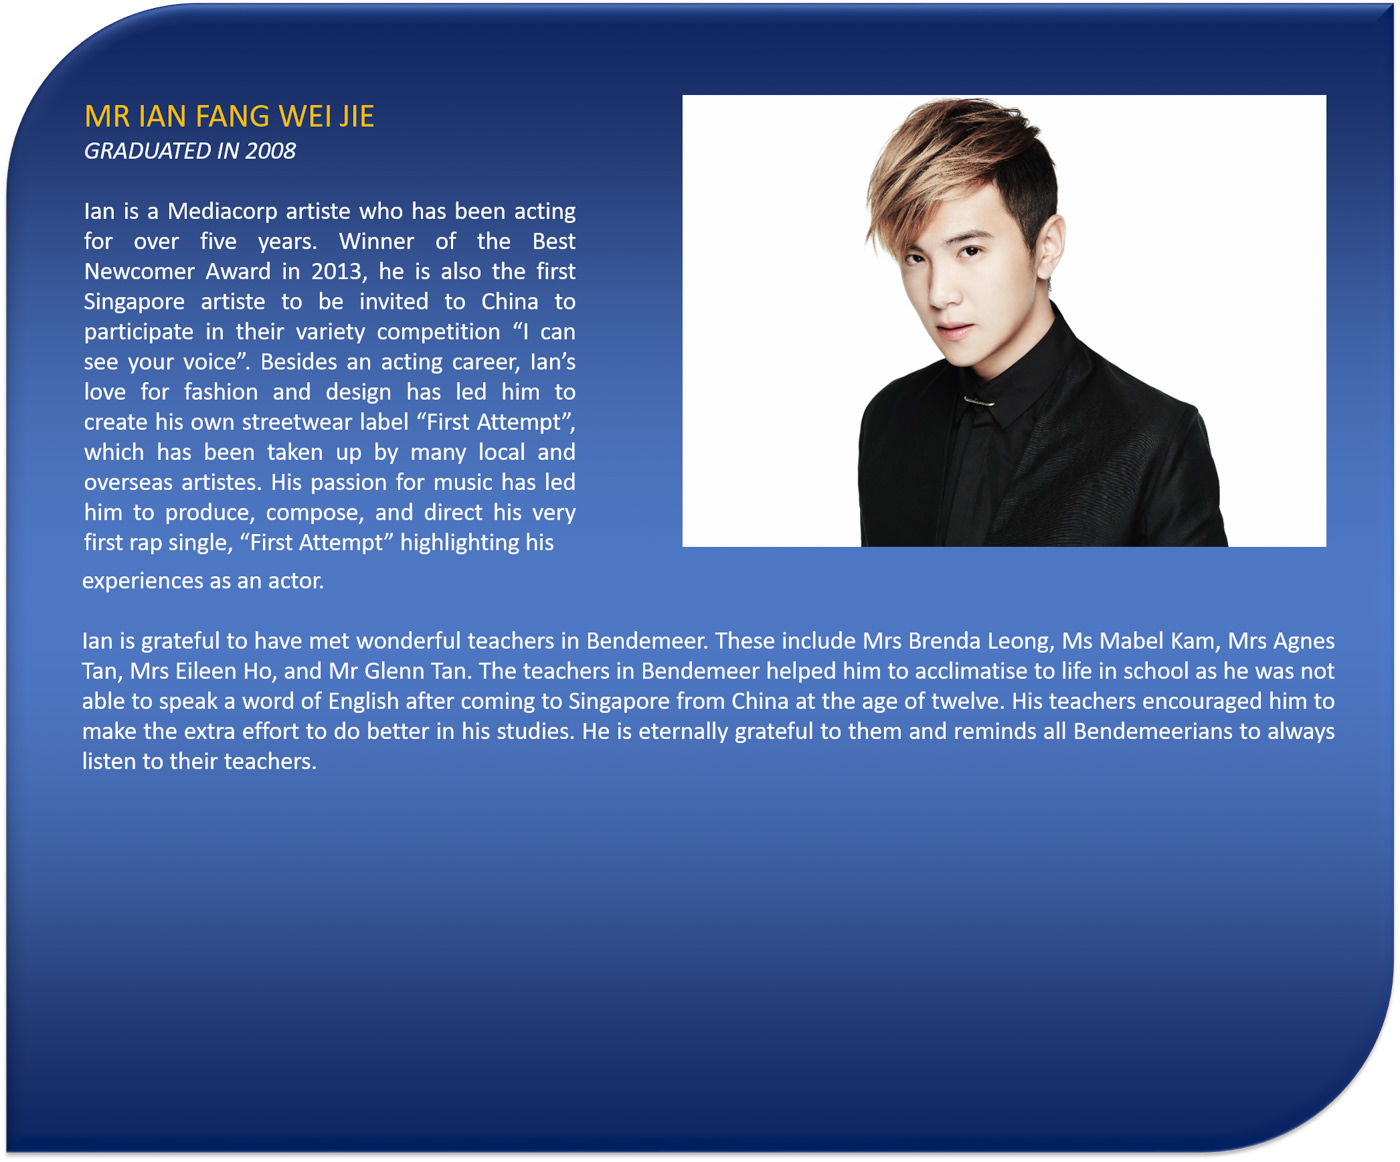 MR IAN FANG WEI JIE
GRADUATED IN 2008
Ian is a Mediacorp artiste who has been acting
for over five years. Winner of the Best
Newcomer Award in 2013, he is also the first
Singapore artiste to be invited to China to
participate in their variety competition “I can
see your voice”. Besides an acting career, Ian’s
love for fashion and design has led him to
create his own streetwear label “First Attempt”,
which has been taken up by many local and
overseas artistes. His passion for music has led
him to produce, compose, and direct his very
first rap single, “First Attempt” highlighting his
experiences as an actor.
Ian is grateful to have met wonderful teachers in Bendemeer. These include Mrs Brenda Leong, Ms Mabel Kam, Mrs Agnes
Tan, Mrs Eileen Ho, and Mr Glenn Tan. The teachers in Bendemeer helped him to acclimatise to life in school as he was not
able to speak a word of English after coming to Singapore from China at the age of twelve. His teachers encouraged him to
make the extra effort to do better in his studies. He is eternally grateful to them and reminds all Bendemeerians to always
listen to their teachers.